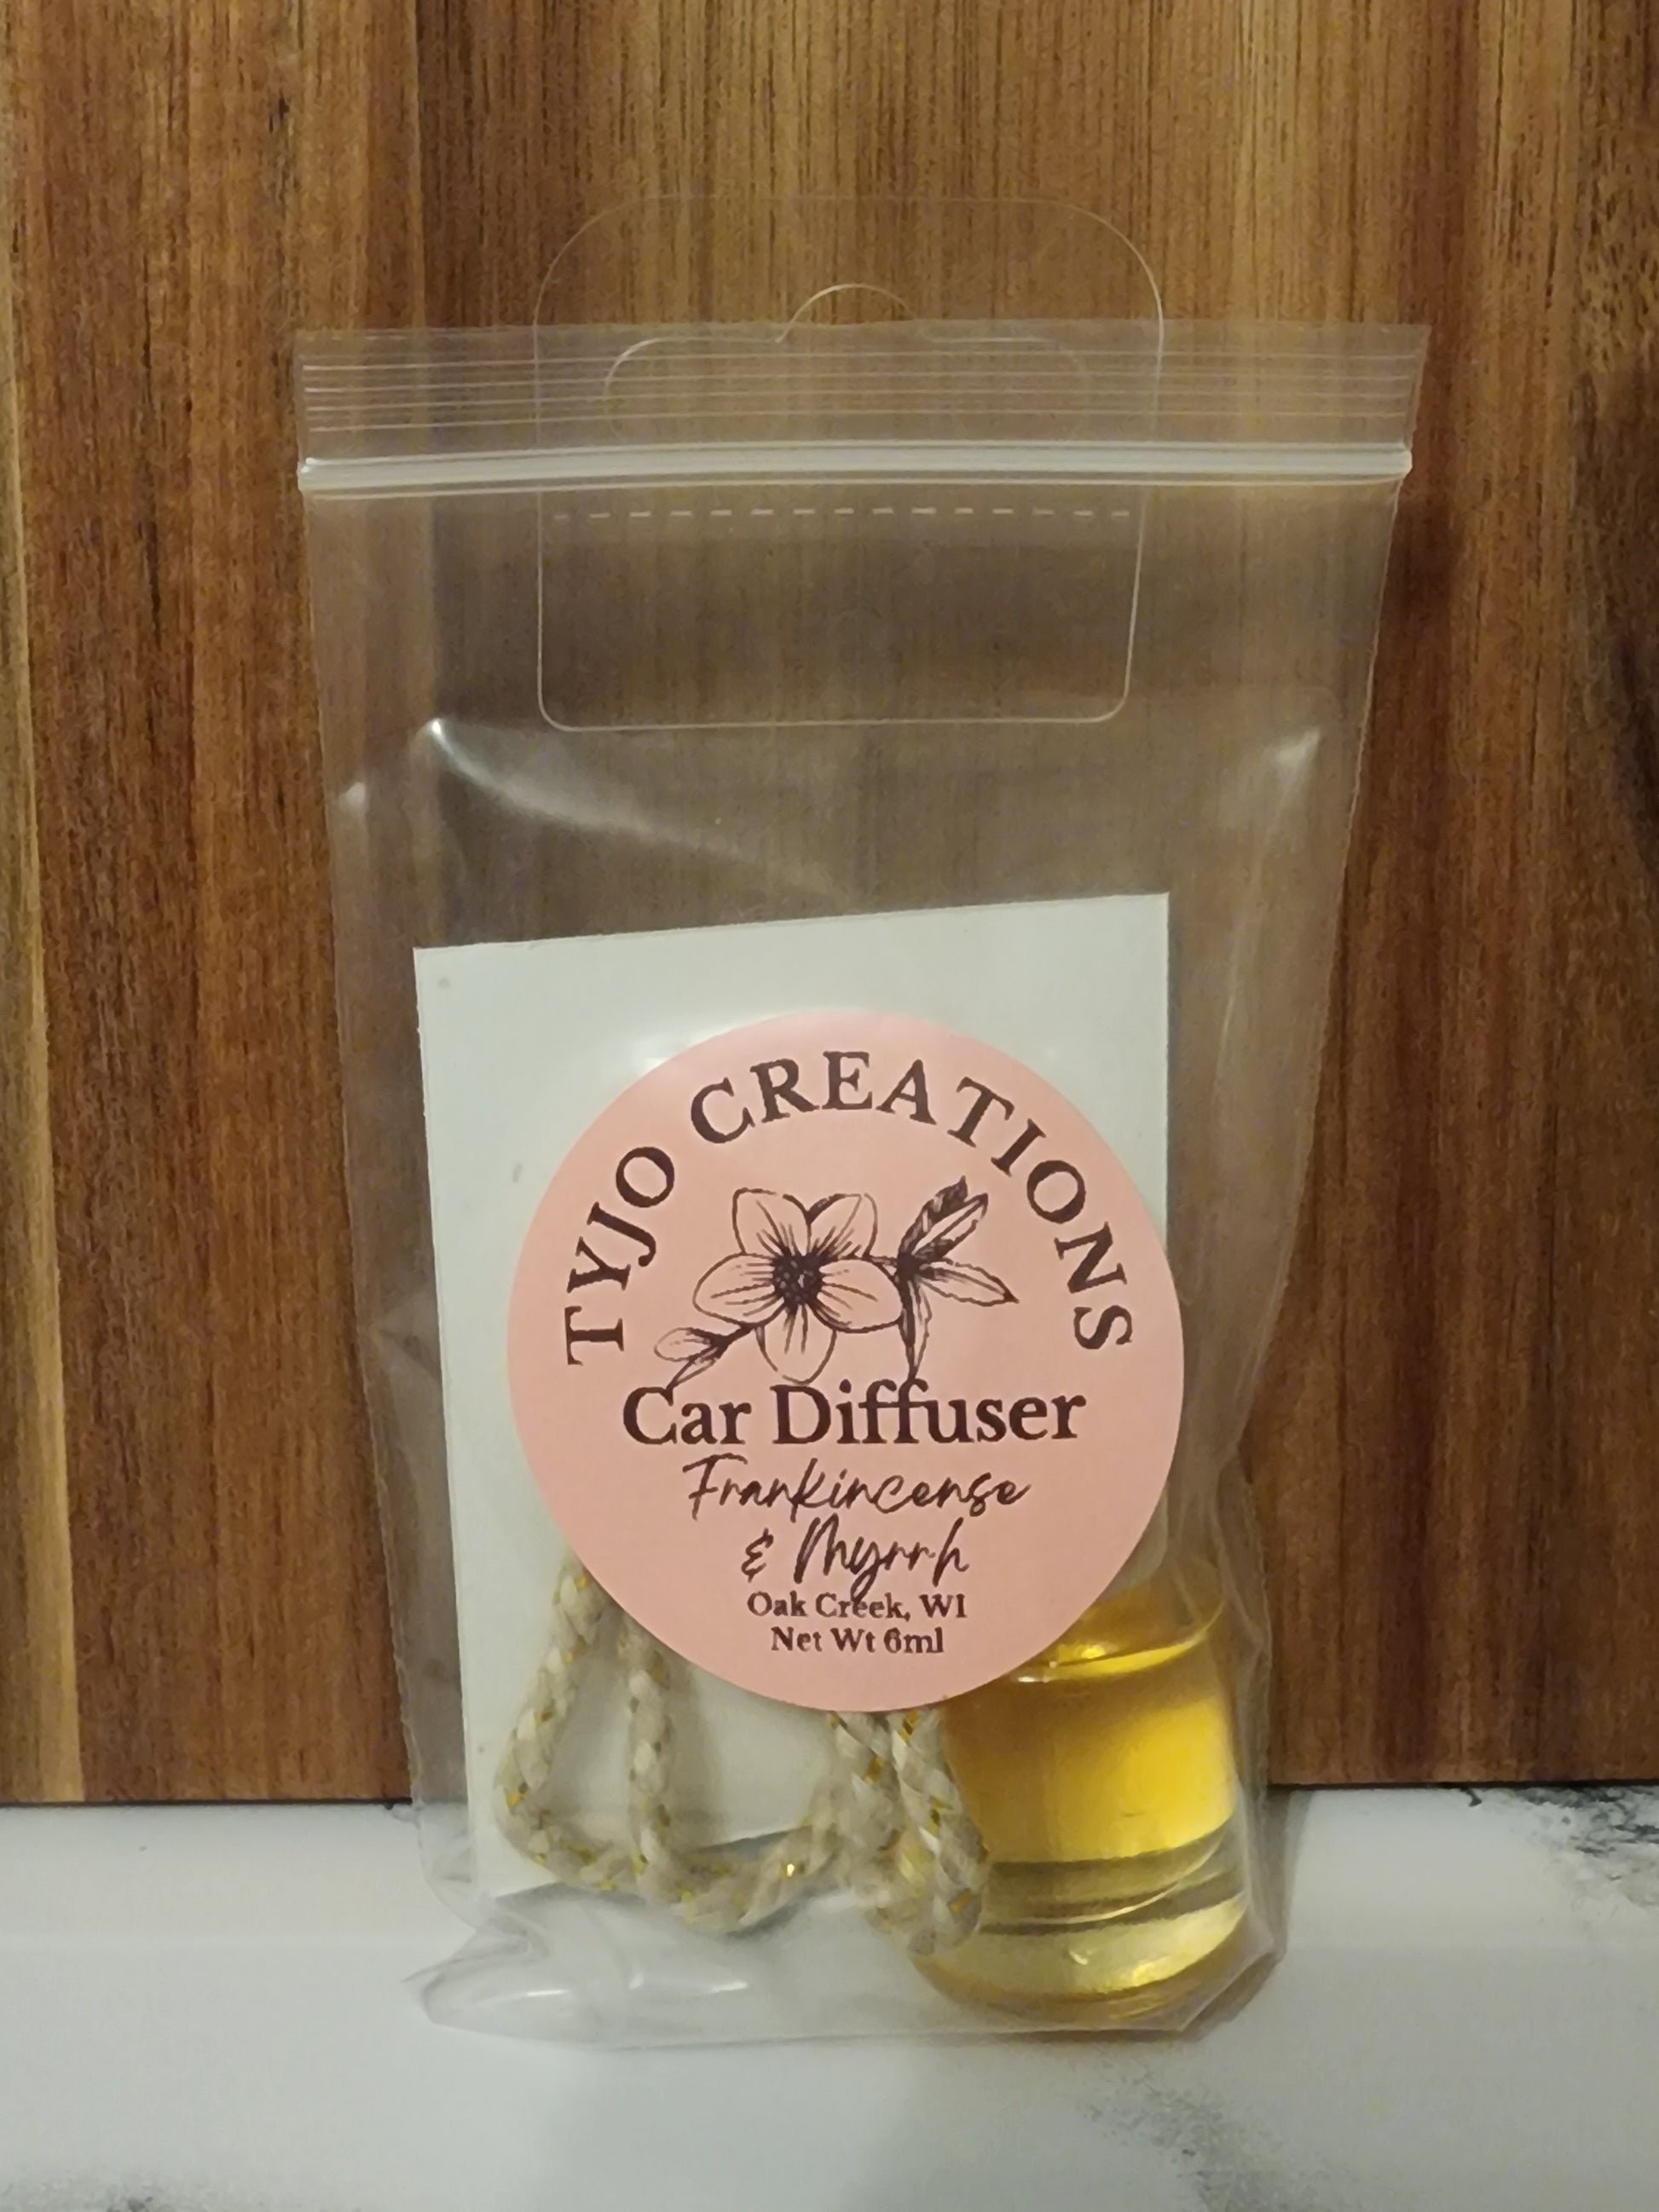 TYJO CREATIONS
Car Diffuser
Frankincense
& Myrrh
Oak Creek, WI
Net Wt 6ml